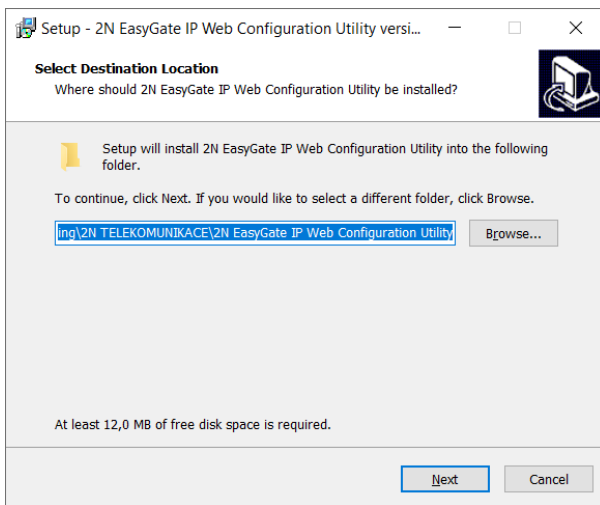 Setup - 2N EasyGate IP Web Configuration Utility versi...
Select Destination Location
Where should 2N EasyGate IP Web Configuration Utility be installed?
Setup will install 2N EasyGate IP Web Configuration Utility into the following
folder.
To continue, click Next. If you would like to select a different folder, click Browse.
ing\2N TELEKOMUNIKACE\2N EasyGate IP Web Configuration Utility
Browse...
At least 12,0 MB of free disk space is required.
Next
Cancel